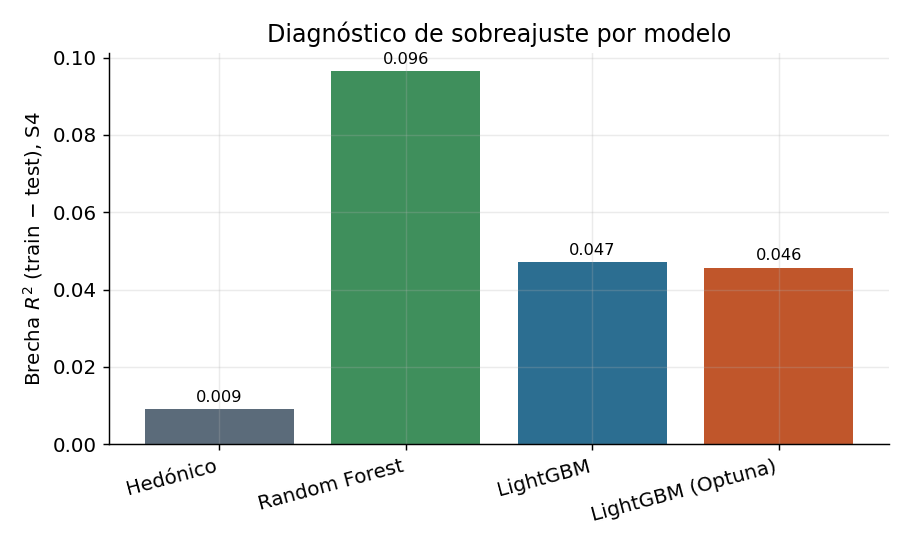 Diagnóstico de sobreajuste por modelo
Brecha R² (train − test), S4
0.10
0.08
0.06
0.04
0.02
0.00
0.009
0.096
0.047
0.046
Hedónico
Random Forest
LightGBM
LightGBM (Optuna)